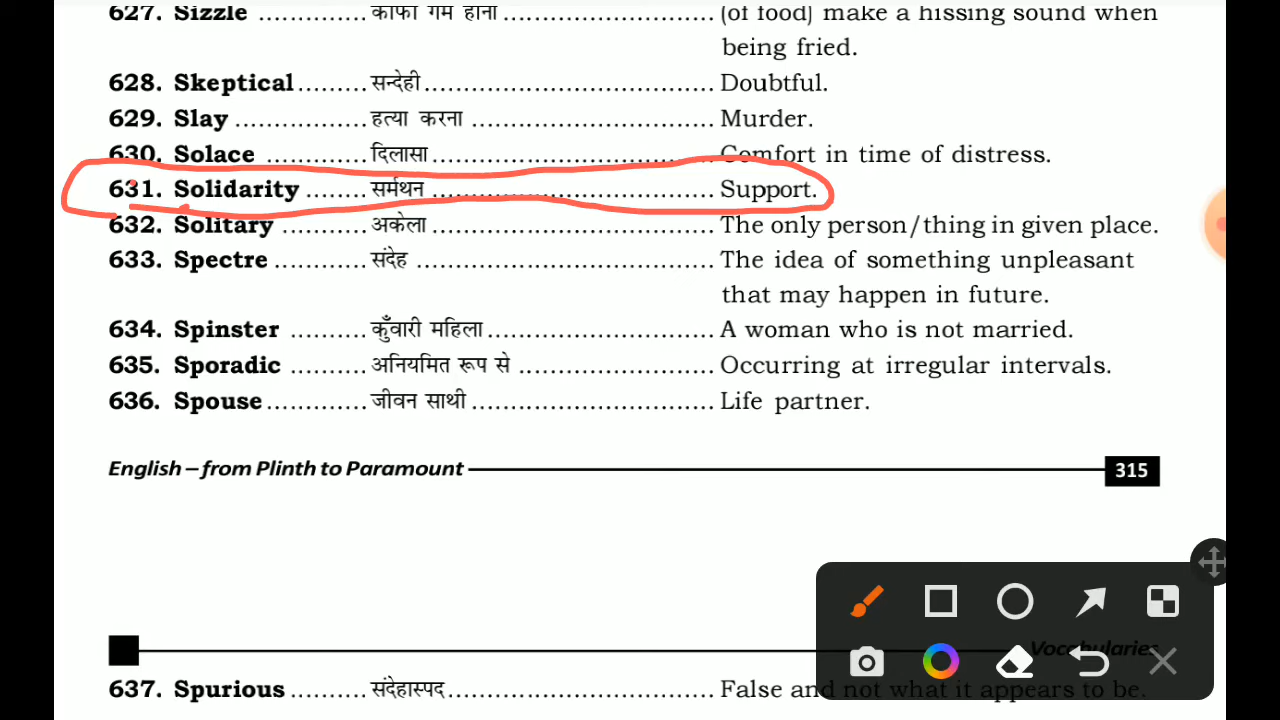 627. Sizzle ............... काफी गर्म होना ............................ (of food) make a hissing sound when
being fried.
628. Skeptical ......... सन्देही ..................................... Doubtful.
629. Slay ................. हत्या करना ............................... Murder.
630. Solace ............. दिलासा .................................... Comfort in time of distress.
631. Solidarity ........ सर्मथन .................................... Support.
632. Solitary ........... अकेला .................................... The only person/thing in given place.
633. Spectre ............ संदेह ...................................... The idea of something unpleasant
that may happen in future.
634. Spinster .......... कुँवारी महिला ............................. A woman who is not married.
635. Sporadic .......... अनियमित रूप से ......................... Occurring at irregular intervals.
636. Spouse ............. जीवन साथी ............................... Life partner.
English – from Plinth to Paramount 315
Vocabularies
637. Spurious .......... संदेहास्पद .................................. False and not what it appears to be.